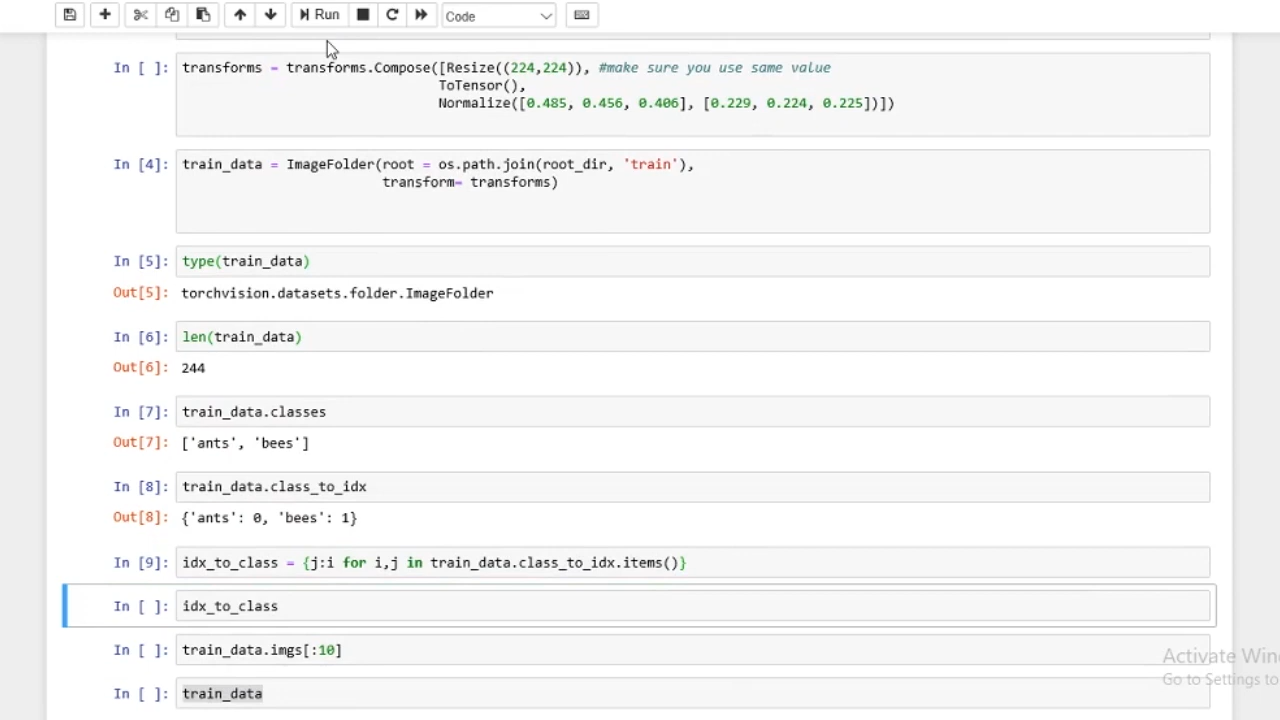 Run
Code
In [ ]: transforms = transforms.Compose([Resize((224,224)), #make sure you use same value
ToTensor(),
Normalize([0.485, 0.456, 0.406], [0.229, 0.224, 0.225])])
In [4]: train_data = ImageFolder(root = os.path.join(root_dir, 'train'),
transform= transforms)
In [5]: type(train_data)
Out[5]: torchvision.datasets.folder.ImageFolder
In [6]: len(train_data)
Out[6]: 244
In [7]: train_data.classes
Out[7]: ['ants', 'bees']
In [8]: train_data.class_to_idx
Out[8]: {'ants': 0, 'bees': 1}
In [9]: idx_to_class = {j:i for i,j in train_data.class_to_idx.items()}
In [ ]: idx_to_class
In [ ]: train_data.imgs[:10]
Activate Win
Go to Settings to
In [ ]: train_data